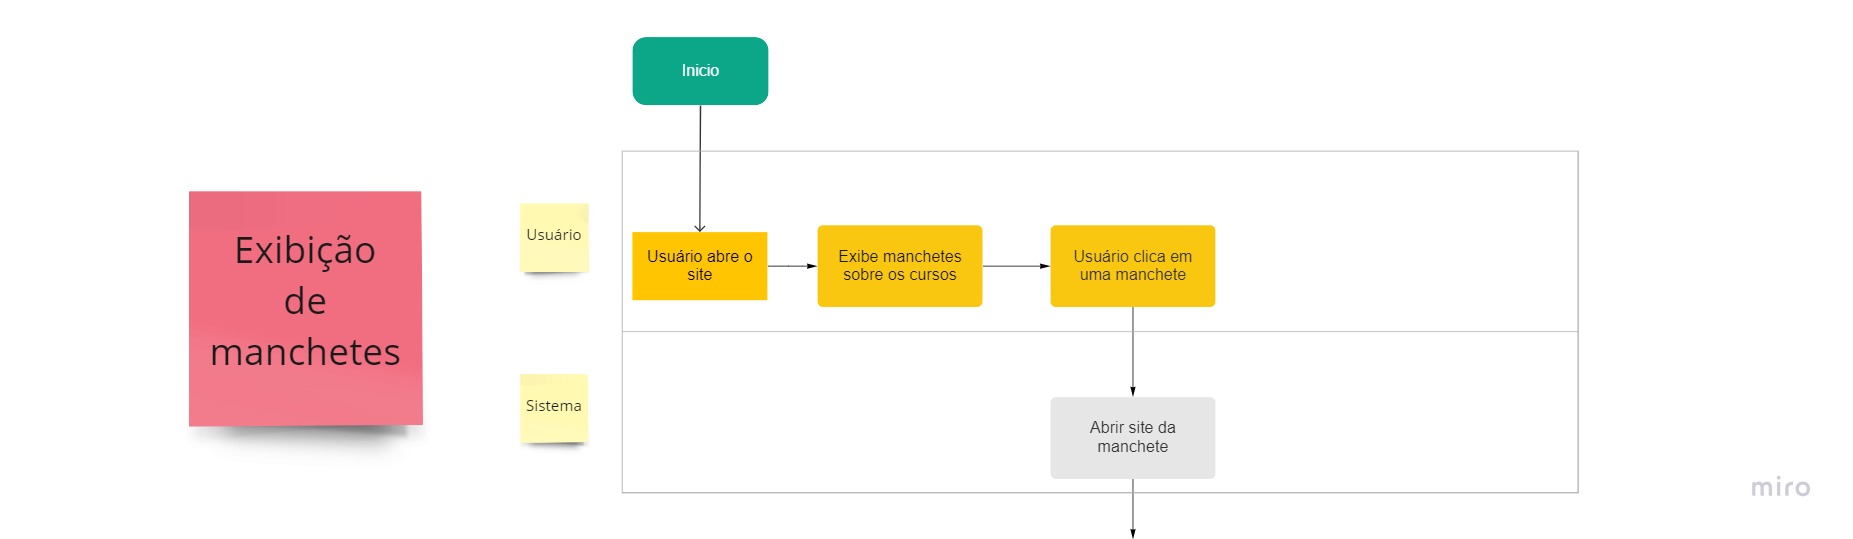 Inicio
Exibição
de
manchetes
Usuário
Usuário abre o
site
Exibe manchetes
sobre os cursos
Usuário clica em
uma manchete
Sistema
Abrir site da
manchete
miro